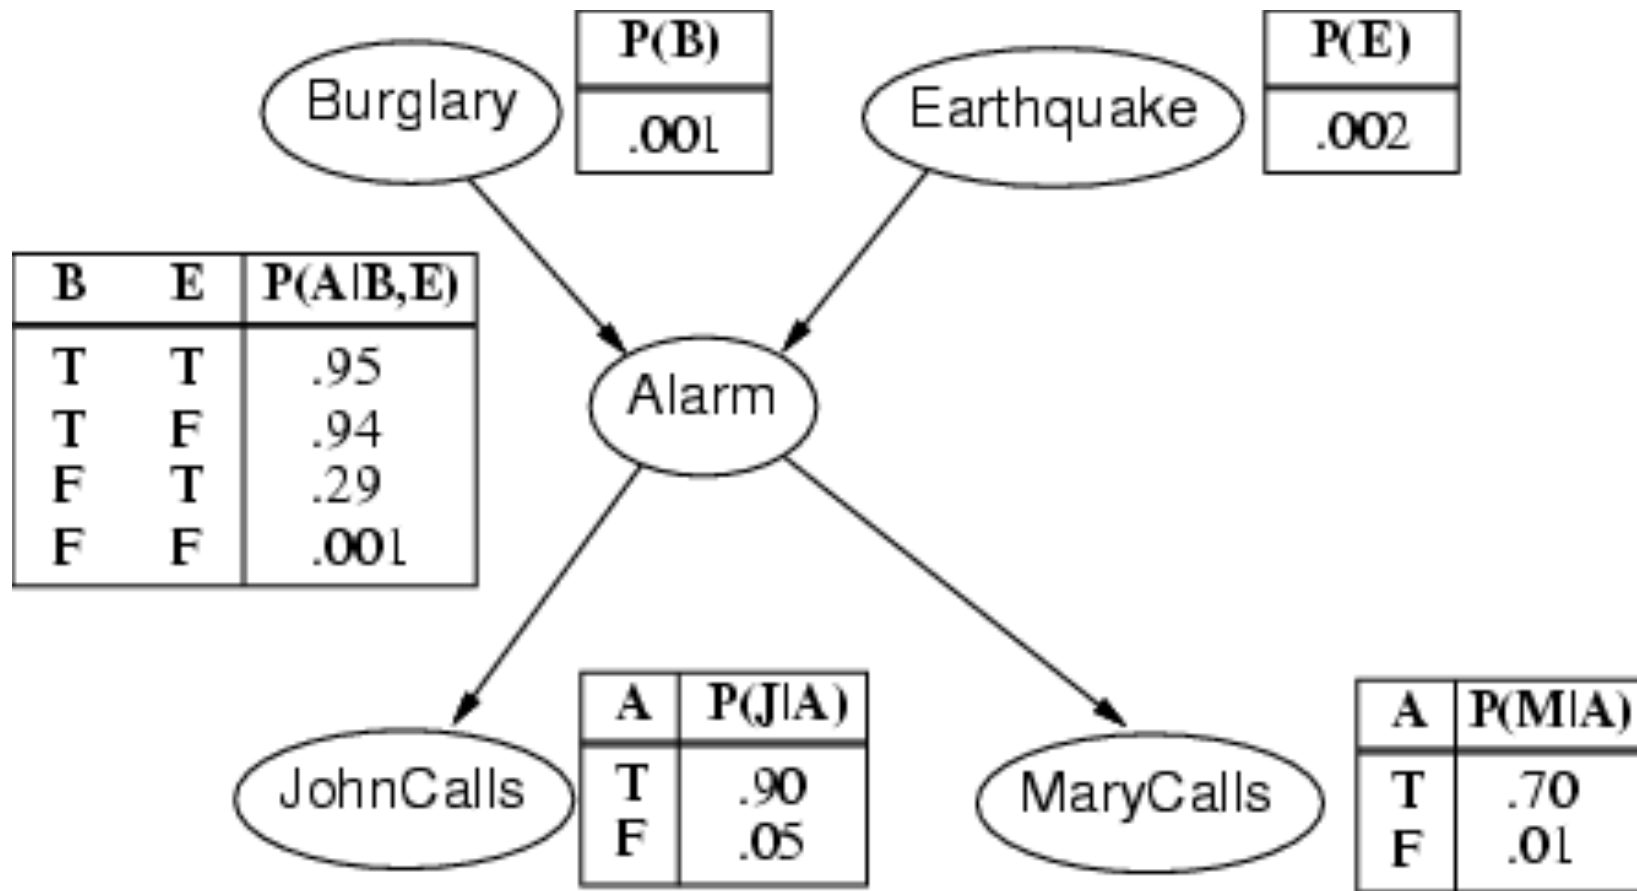 Burglary
P(B)
.001
Earthquake
P(E)
.002
B E P(A|B,E)
T T .95
T F .94
F T .29
F F .001
Alarm
JohnCalls
A P(J|A)
T .90
F .05
MaryCalls
A P(M|A)
T .70
F .01